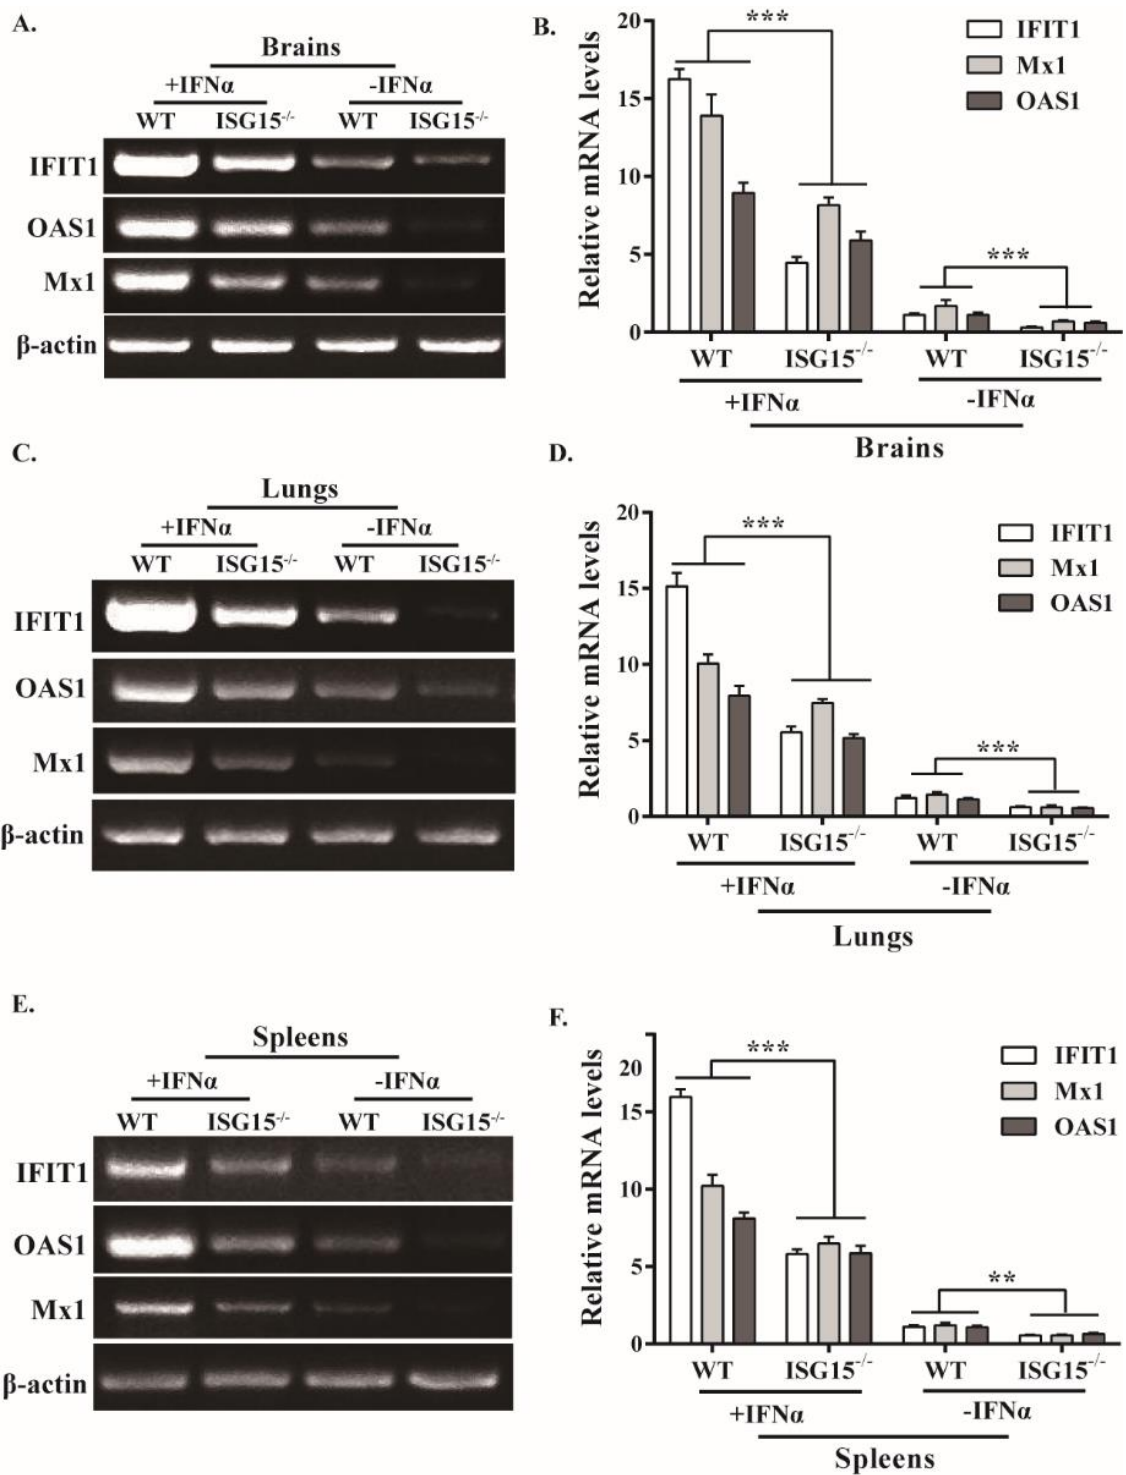 A.
Brains
+IFNα -IFNα
WT ISG15-/- WT ISG15-/-
IFIT1
OAS1
Mx1
β-actin
B.
Relative mRNA levels
20
15
10
5
0
***
***
IFIT1
Mx1
OAS1
WT ISG15-/- WT ISG15-/-
+IFNα -IFNα
Brains
C.
Lungs
+IFNα -IFNα
WT ISG15-/- WT ISG15-/-
IFIT1
OAS1
Mx1
β-actin
D.
Relative mRNA levels
20
15
10
5
0
***
***
IFIT1
Mx1
OAS1
WT ISG15-/- WT ISG15-/-
+IFNα -IFNα
Lungs
E.
Spleens
+IFNα -IFNα
WT ISG15-/- WT ISG15-/-
IFIT1
OAS1
Mx1
β-actin
F.
Relative mRNA levels
20
15
10
5
0
***
**
IFIT1
Mx1
OAS1
WT ISG15-/- WT ISG15-/-
+IFNα -IFNα
Spleens